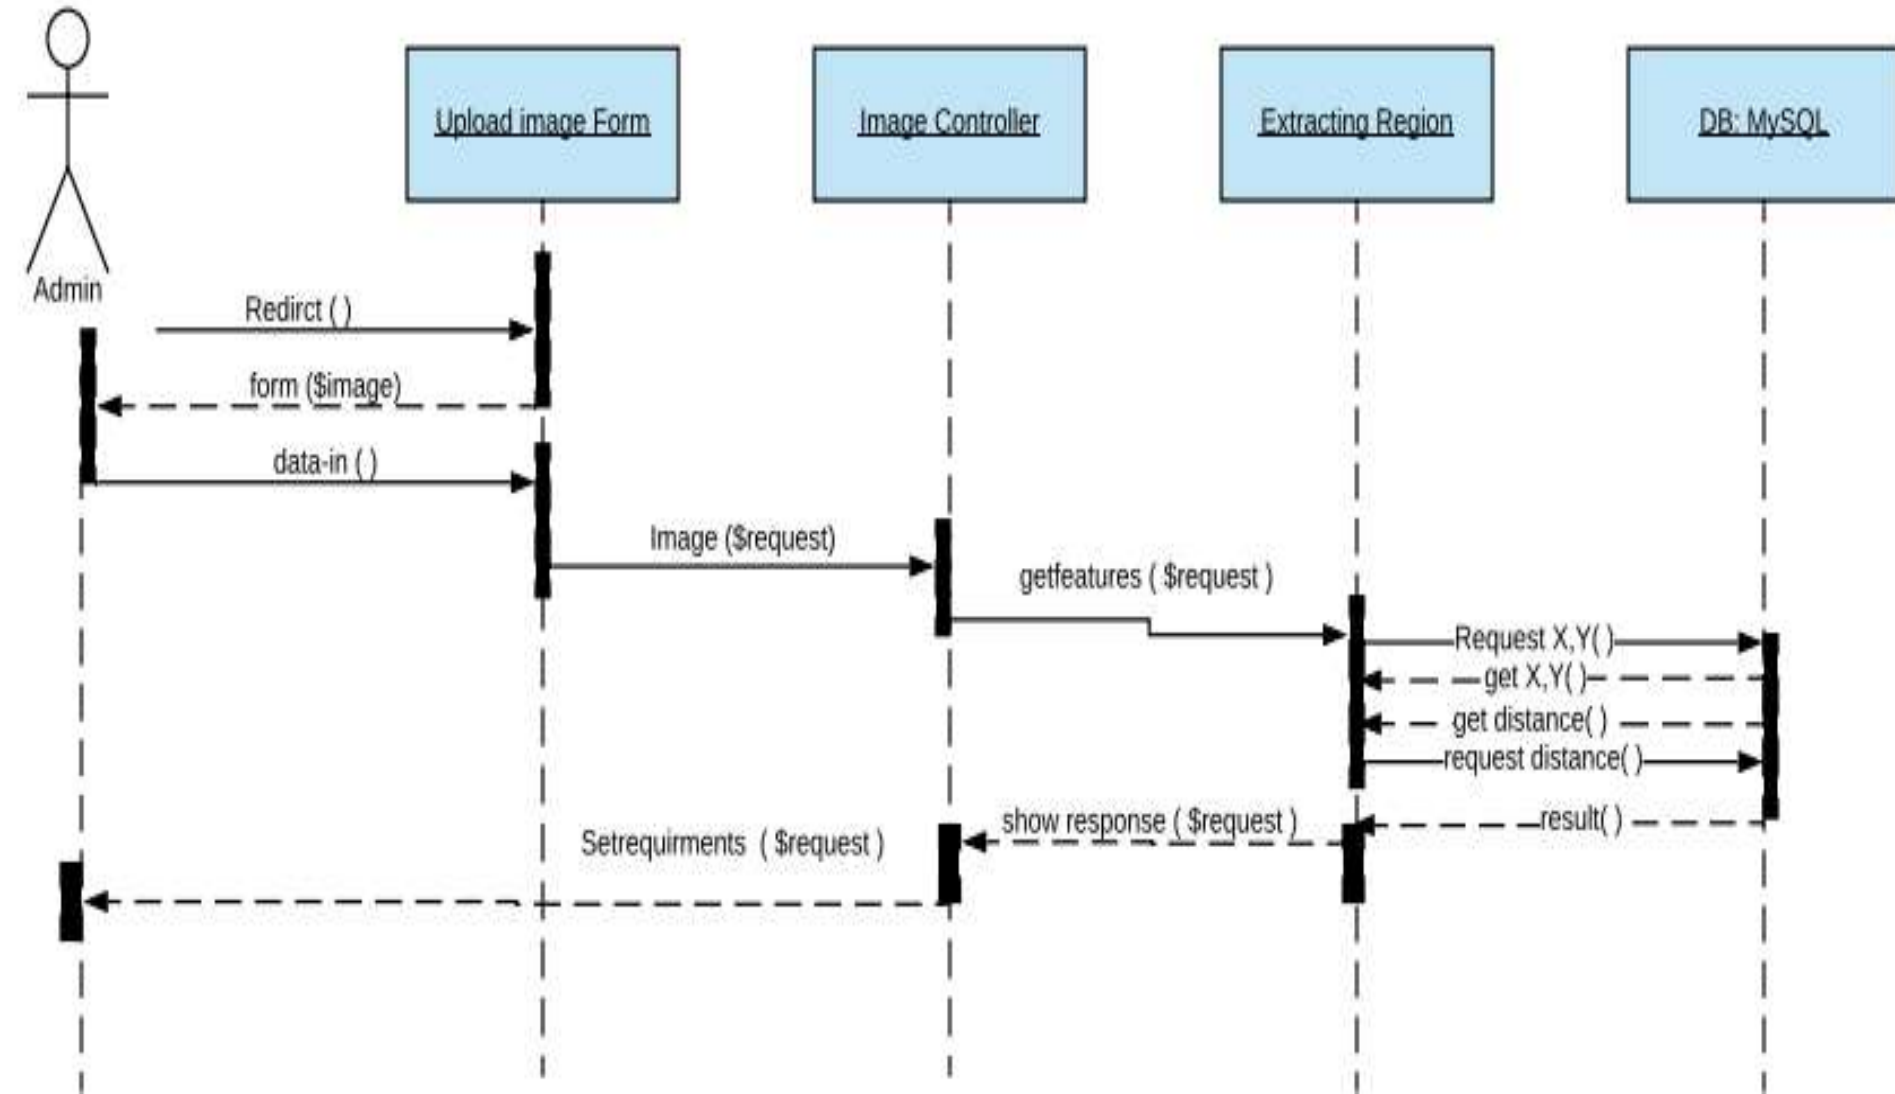 Upload image Form
Image Controller
Extracting Region
DB: MySQL
Admin
Redirct ( )
form ($image)
data-in ( )
Image ($request)
getfeatures ( $request )
Request X,Y( )
get X,Y( )
get distance( )
request distance( )
result( )
show response ( $request )
Setrequirments ( $request )